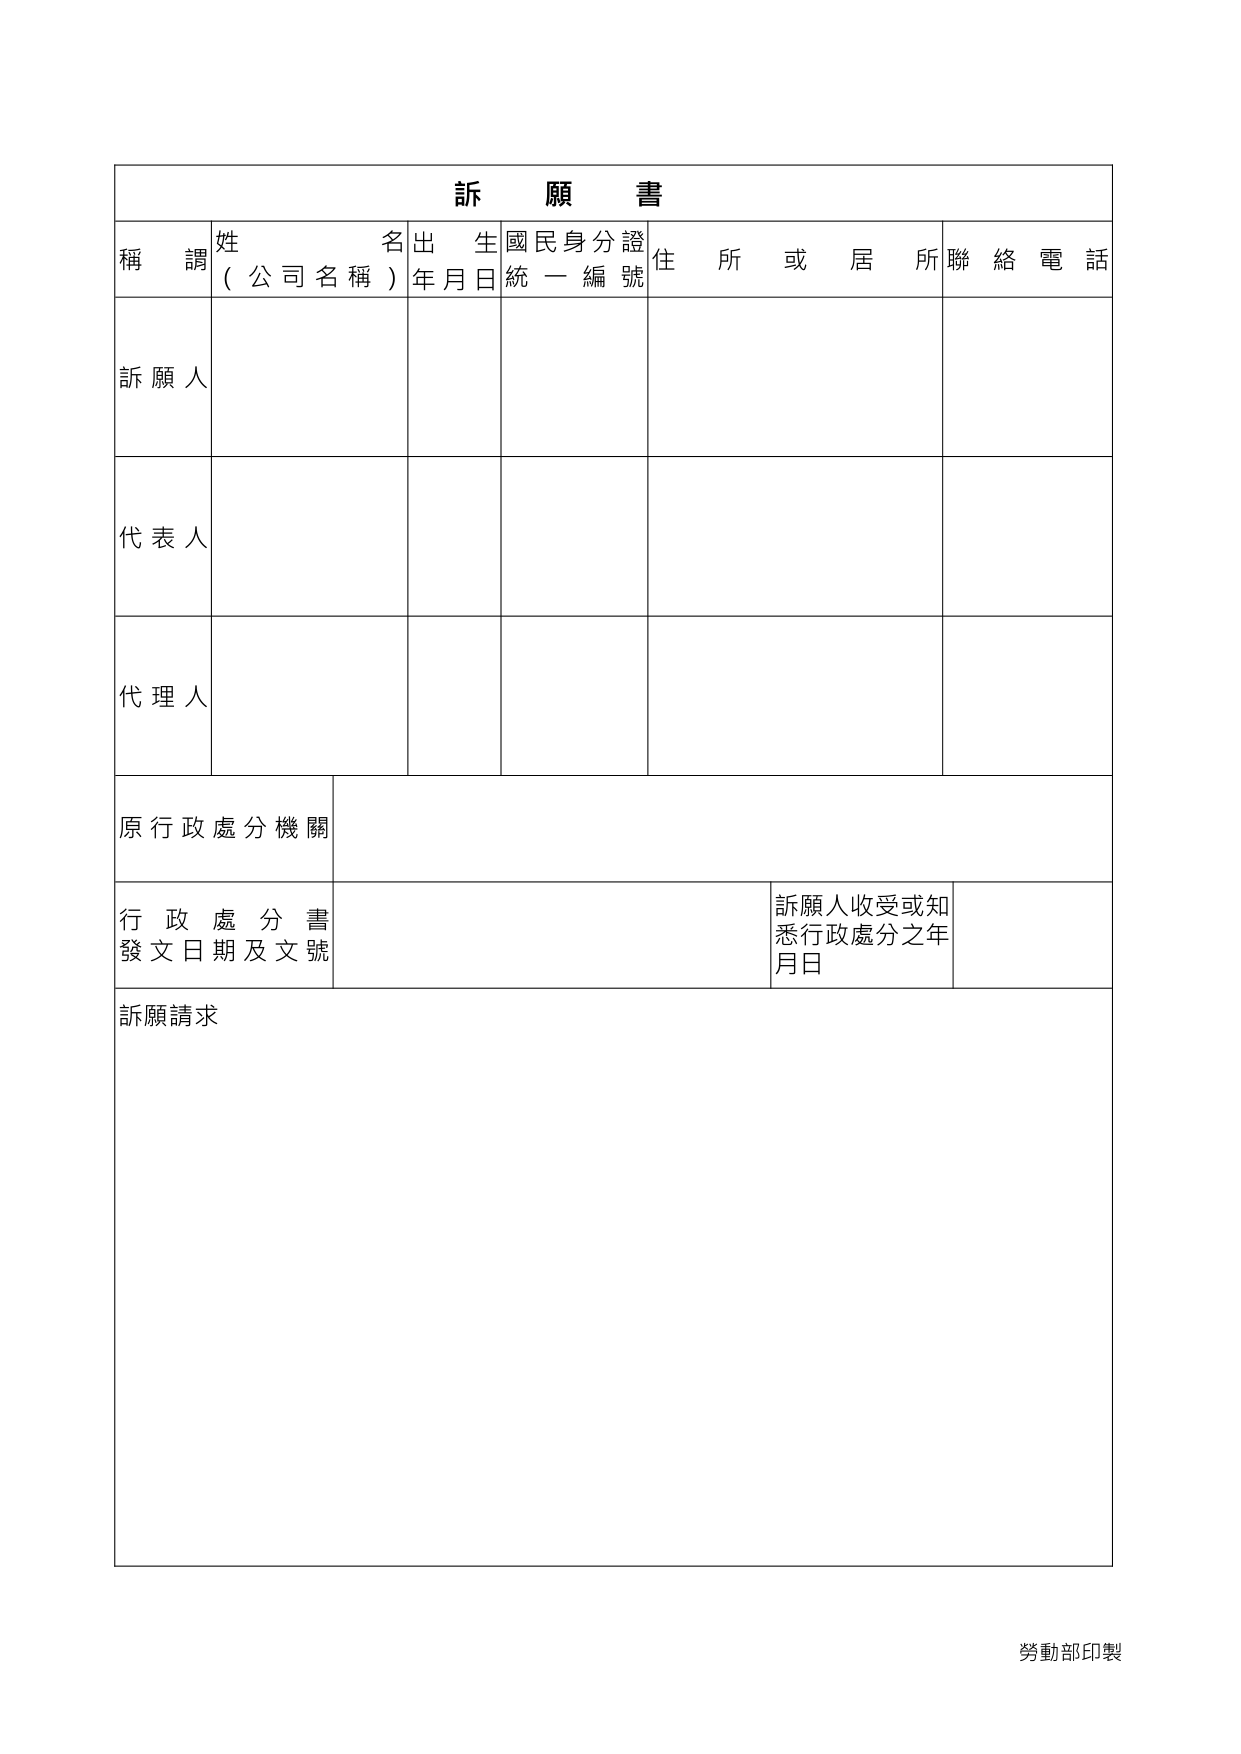 訴願書
稱謂
姓名
(公司名稱)
出生
年月日
國民身分證
統一編號
住所或居所
聯絡電話
訴願人
代表人
代理人
原行政處分機關
行政處分書
發文日期及文號
訴願人收受或知
悉行政處分之年
月日
訴願請求
勞動部印製